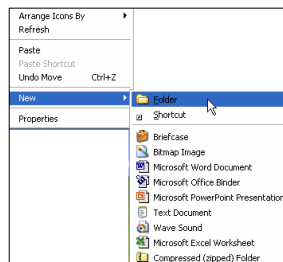 Arrange Icons By
Refresh
Paste
Paste Shortcut
Undo Move Ctrl+Z
New
Properties
Folder
Shortcut
Briefcase
Bitmap Image
Microsoft Word Document
Microsoft Office Binder
Microsoft PowerPoint Presentation
Text Document
Wave Sound
Microsoft Excel Worksheet
Compressed (zipped) Folder